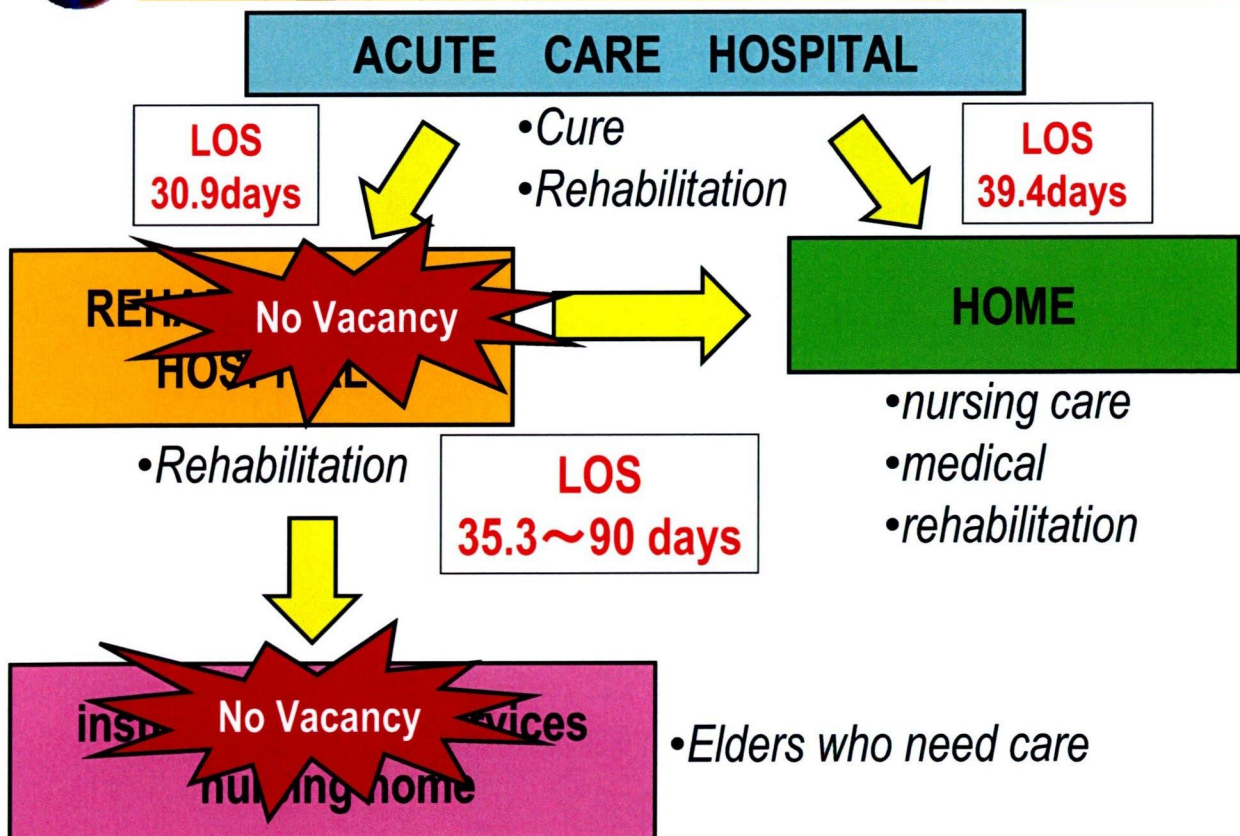 ACUTE CARE HOSPITAL
LOS
30.9days
•Cure
•Rehabilitation
LOS
39.4days
No Vacancy
HOME
•Rehabilitation
LOS
35.3～90 days
•nursing care
•medical
•rehabilitation
No Vacancy
home
•Elders who need care